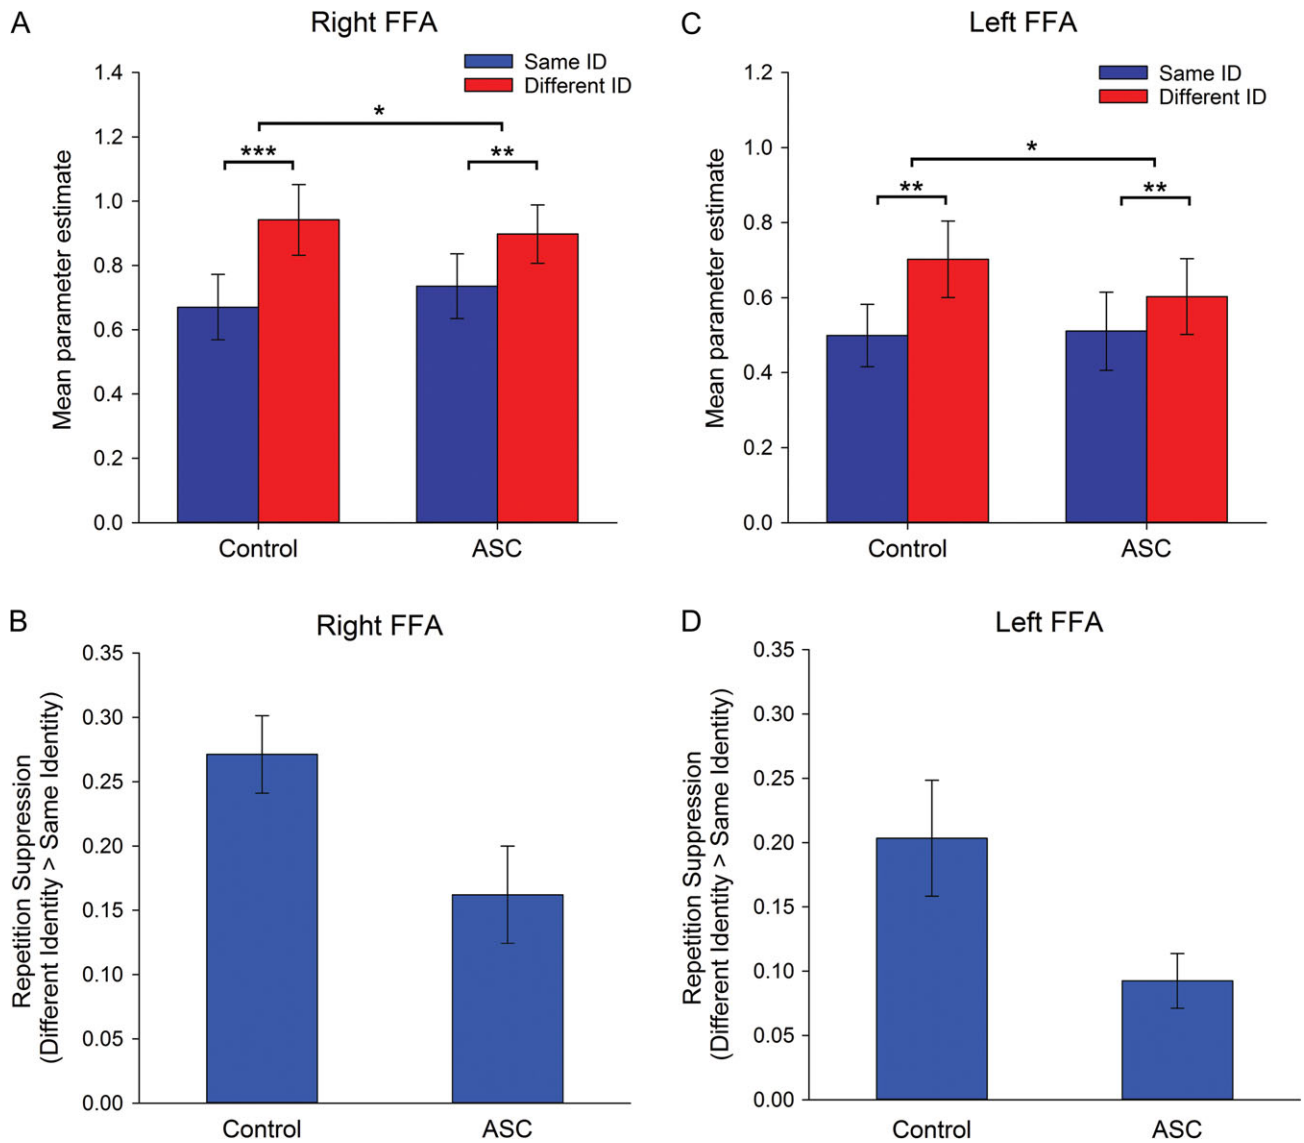 A
Right FFA
Same ID
Different ID
1.4
1.2
1.0
0.8
0.6
0.4
0.2
0.0
Mean parameter estimate
*
***
**
Control
ASC
C
Left FFA
Same ID
Different ID
1.2
1.0
0.8
0.6
0.4
0.2
0.0
Mean parameter estimate
*
**
**
Control
ASC
B
Right FFA
0.35
0.30
0.25
0.20
0.15
0.10
0.05
0.00
Repetition Suppression
(Different Identity > Same Identity)
Control
ASC
D
Left FFA
0.35
0.30
0.25
0.20
0.15
0.10
0.05
0.00
Repetition Suppression
(Different Identity > Same Identity)
Control
ASC